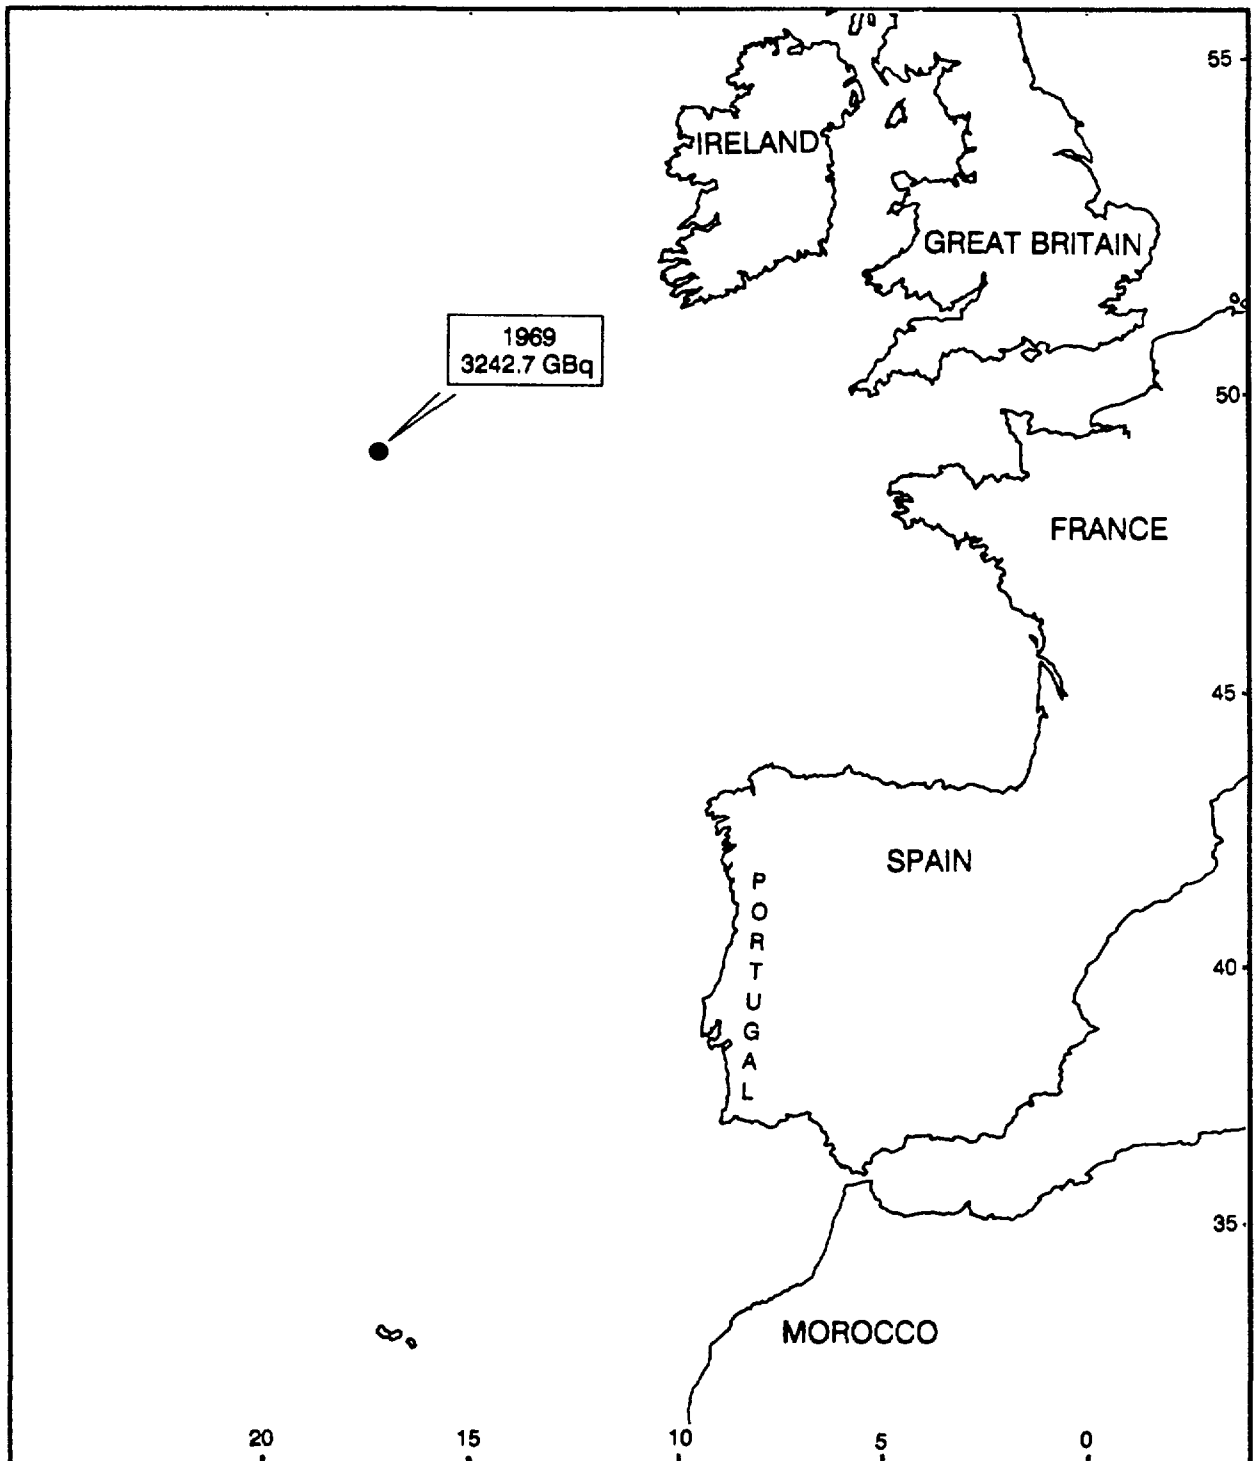 55
IRELAND
GREAT BRITAIN
1969
3242.7 GBq
50
FRANCE
45
SPAIN
P
O
R
T
U
G
A
L
40
35
MOROCCO
20 15 10 5 0